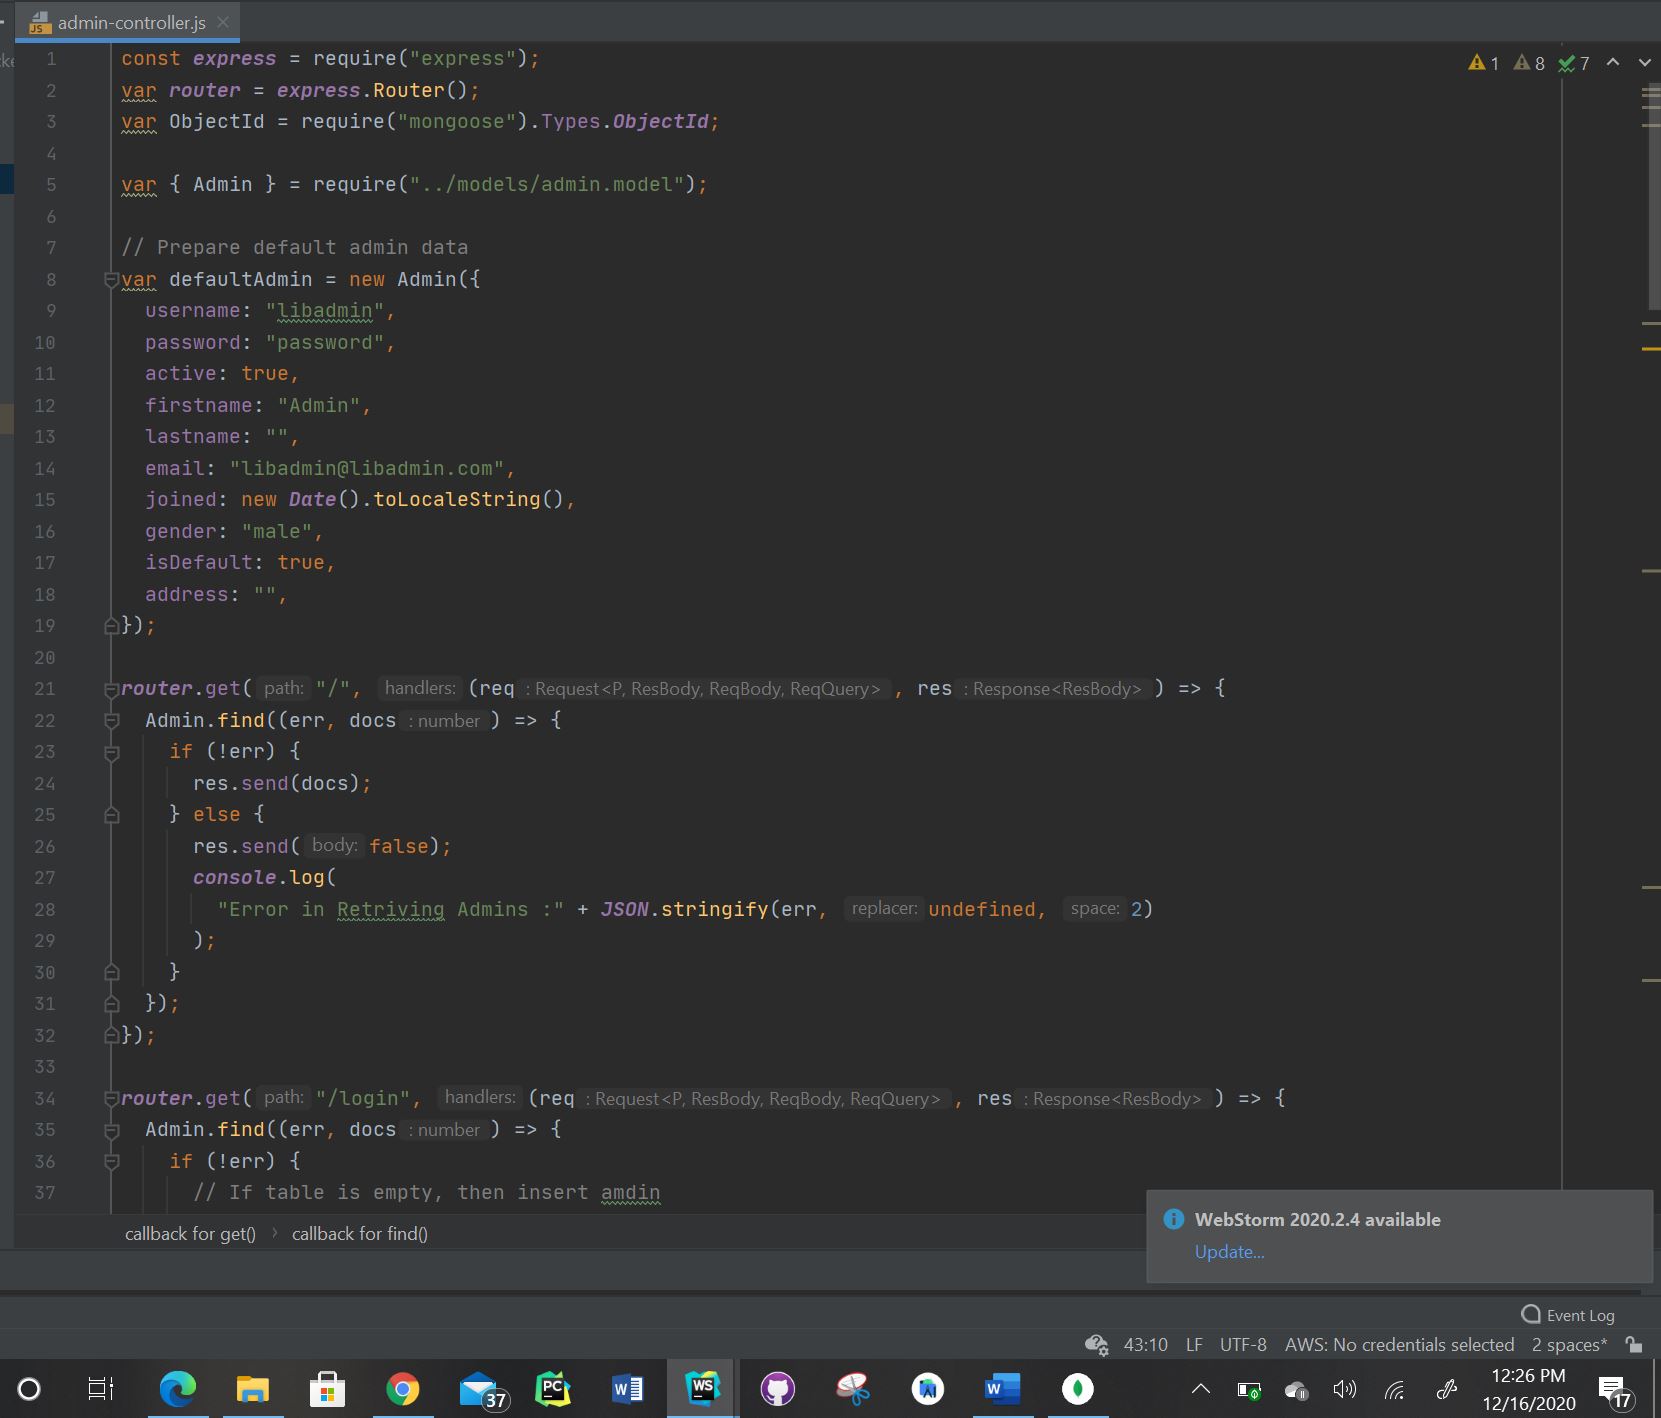 admin-controller.js
1 8 7
1 const express = require("express");
2 var router = express.Router();
3 var ObjectId = require("mongoose").Types.ObjectId;
4
5 var { Admin } = require("../models/admin.model");
6
7 // Prepare default admin data
8 var defaultAdmin = new Admin({
9 username: "libadmin",
10 password: "password",
11 active: true,
12 firstname: "Admin",
13 lastname: "",
14 email: "libadmin@libadmin.com",
15 joined: new Date().toLocaleString(),
16 gender: "male",
17 isDefault: true,
18 address: "",
19 });
20
21 router.get( path: "/", handlers: (req : Request<P, ResBody, ReqBody, ReqQuery> , res : Response<ResBody> ) => {
22 Admin.find((err, docs : number ) => {
23 if (!err) {
24 res.send(docs);
25 } else {
26 res.send( body: false);
27 console.log(
28 "Error in Retriving Admins :" + JSON.stringify(err, replacer: undefined, space: 2)
29 );
30 }
31 });
32 });
33
34 router.get( path: "/login", handlers: (req : Request<P, ResBody, ReqBody, ReqQuery> , res : Response<ResBody> ) => {
35 Admin.find((err, docs : number ) => {
36 if (!err) {
37 // If table is empty, then insert amdin
callback for get() › callback for find()
WebStorm 2020.2.4 available
Update...
Event Log
43:10 LF UTF-8 AWS: No credentials selected 2 spaces*
37 PC W WS W 12:26 PM
12/16/2020 17